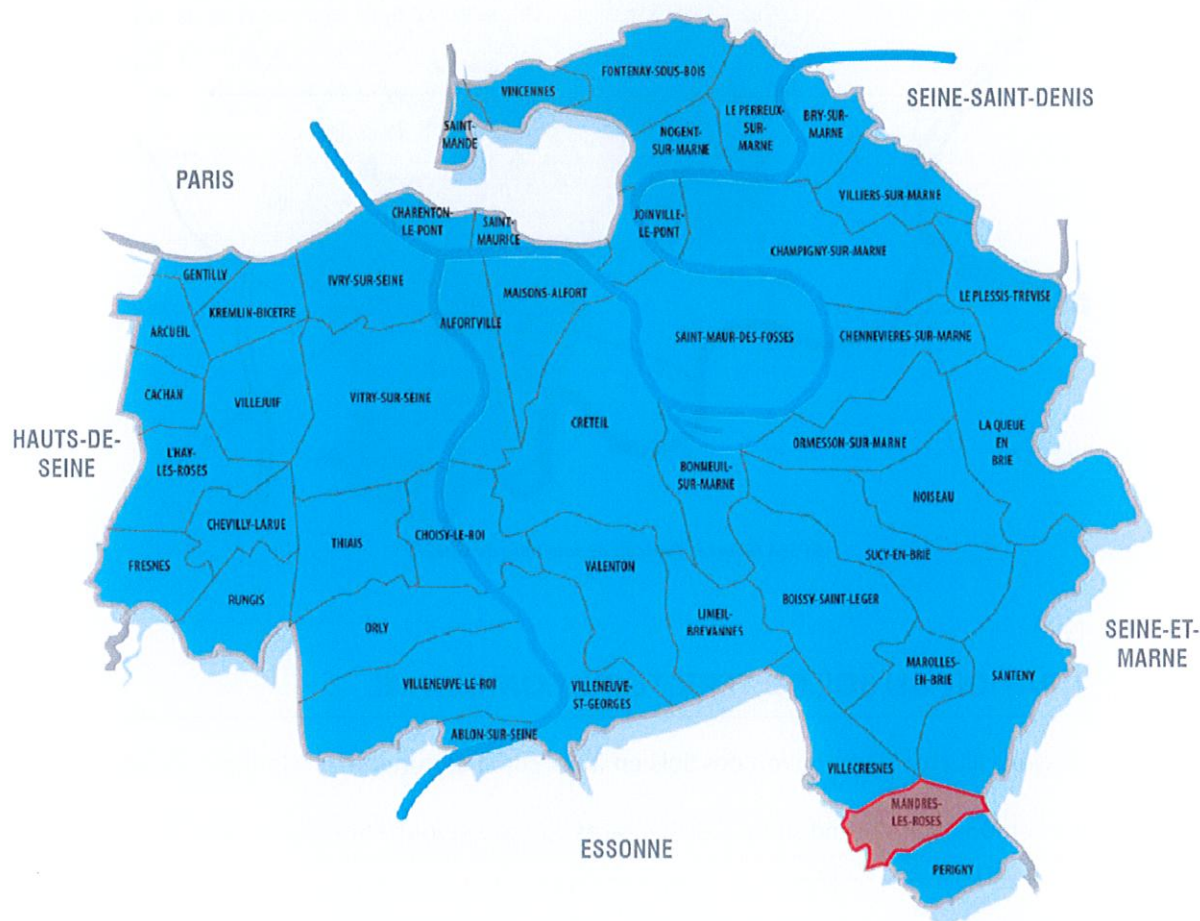 FONTENAY-SOUS-BOIS
VINCENNES
SEINE-SAINT-DENIS
LE PERREUX-
SUR-
MARNE
BRY-SUR-
MARNE
SAINT-
MANDE
NOGENT-
SUR-MARNE
PARIS
VILLIERS-SUR-MARNE
CHARENTON-
LE-PONT
SAINT-
MAURICE
JOINVILLE-
LE-PONT
CHAMPIGNY-SUR-MARNE
GENTILLY
IVRY-SUR-SEINE
MAISONS-ALFORT
LE PLESSIS-TREVISE
KREMLIN-BICETRE
ARCUEIL
ALFORTVILLE
SAINT-MAUR-DES-FOSSES
CHENNEVIERES-SUR-MARNE
CACHAN
VILLEJUIF
VITRY-SUR-SEINE
CRETEIL
HAUTS-DE-
SEINE
ORMESSON-SUR-MARNE
LA QUEUE
EN
BRIE
L'HAY-
LES-ROSES
BONNEUIL-
SUR-MARNE
NOISEAU
CHEVILLY-LARUE
THIAIS
CHOISY-LE-ROI
SUCY-EN-BRIE
FRESNES
VALENTON
RUNGIS
BOISSY-SAINT-LEGER
LIMEIL-
BREVANNES
ORLY
SEINE-ET-
MARNE
MAROLLES-
EN-BRIE
SANTENY
VILLENEUVE-LE-ROI
VILLENEUVE-
ST-GEORGES
ABLON-SUR-SEINE
VILLECRESNES
MANDRES-
LES-ROSES
ESSONNE
PERIGNY